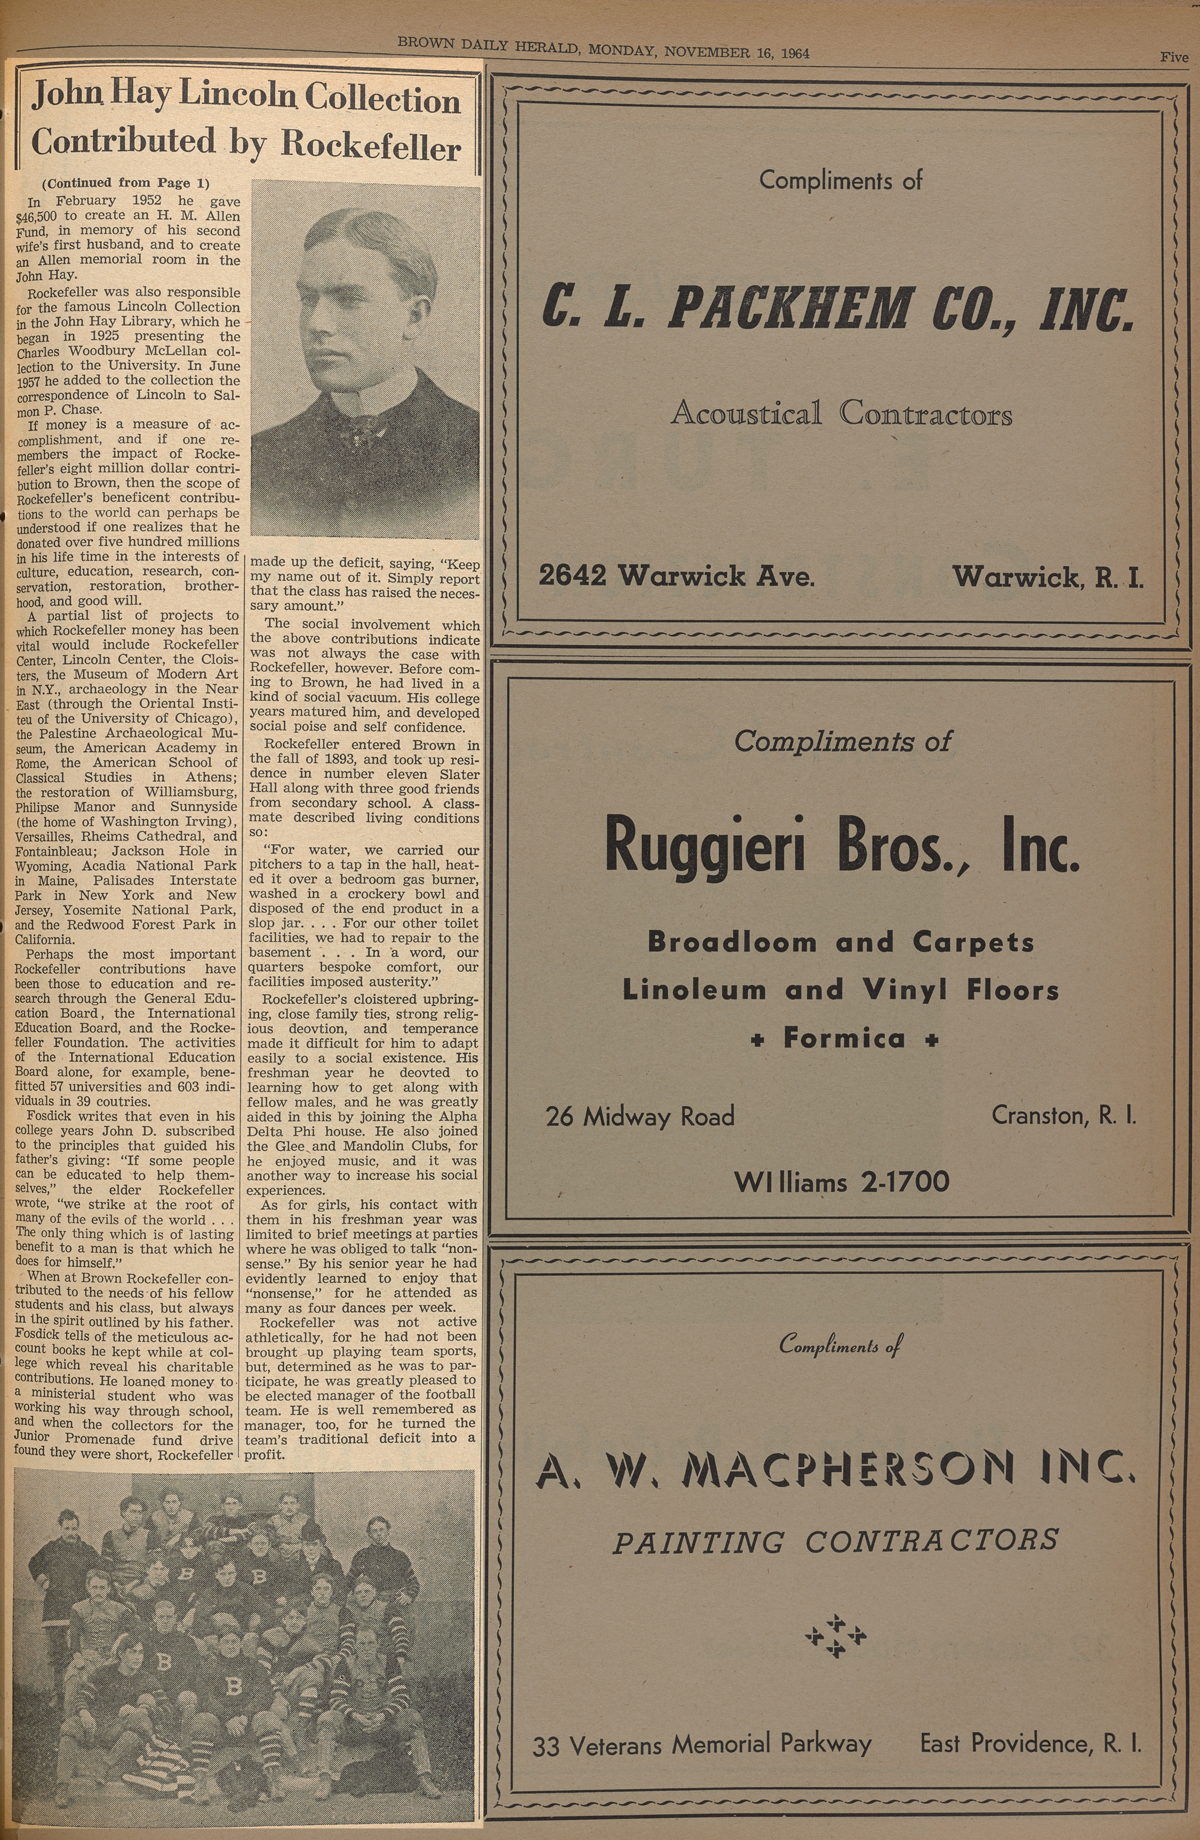 BROWN DAILY HERALD, MONDAY, NOVEMBER 16, 1964
Five
John Hay Lincoln Collection
Contributed by Rockefeller
(Continued from Page 1)
In February 1952 he gave
$46,500 to create an H. M. Allen
Fund, in memory of his second
wife's first husband, and to create
an Allen memorial room in the
John Hay.
Rockefeller was also responsible
for the famous Lincoln Collection
in the John Hay Library, which he
began in 1925 presenting the
Charles Woodbury McLellan col-
lection to the University. In June
1957 he added to the collection the
correspondence of Lincoln to Sal-
mon P. Chase.
If money is a measure of ac-
complishment, and if one re-
members the impact of Rocke-
feller's eight million dollar contri-
bution to Brown, then the scope of
Rockefeller's beneficent contribu-
tions to the world can perhaps be
understood if one realizes that he
donated over five hundred millions
in his life time in the interests of
culture, education, research, con-
servation, restoration, brother-
hood, and good will.
A partial list of projects to
which Rockefeller money has been
vital would include Rockefeller
Center, Lincoln Center, the Clois-
ters, the Museum of Modern Art
in N.Y., archaeology in the Near
East (through the Oriental Insti-
teu of the University of Chicago),
the Palestine Archaeological Mu-
seum, the American Academy in
Rome, the American School of
Classical Studies in Athens;
the restoration of Williamsburg,
Philipse Manor and Sunnyside
(the home of Washington Irving),
Versailles, Rheims Cathedral, and
Fontainbleau; Jackson Hole in
Wyoming, Acadia National Park
in Maine, Palisades Interstate
Park in New York and New
Jersey, Yosemite National Park,
and the Redwood Forest Park in
California.
Perhaps the most important
Rockefeller contributions have
been those to education and re-
search through the General Edu-
cation Board, the International
Education Board, and the Rocke-
feller Foundation. The activities
of the International Education
Board alone, for example, bene-
fitted 57 universities and 603 indi-
viduals in 39 coutries.
Fosdick writes that even in his
college years John D. subscribed
to the principles that guided his
father's giving: "If some people
can be educated to help them-
selves," the elder Rockefeller
wrote, "we strike at the root of
many of the evils of the world . . .
The only thing which is of lasting
benefit to a man is that which he
does for himself."
When at Brown Rockefeller con-
tributed to the needs of his fellow
students and his class, but always
in the spirit outlined by his father.
Fosdick tells of the meticulous ac-
count books he kept while at col-
lege which reveal his charitable
contributions. He loaned money to
a ministerial student who was
working his way through school,
and when the collectors for the
Junior Promenade fund drive
found they were short, Rockefeller
made up the deficit, saying, "Keep
my name out of it. Simply report
that the class has raised the neces-
sary amount."
The social involvement which
the above contributions indicate
was not always the case with
Rockefeller, however. Before com-
ing to Brown, he had lived in a
kind of social vacuum. His college
years matured him, and developed
social poise and self confidence.
Rockefeller entered Brown in
the fall of 1893, and took up resi-
dence in number eleven Slater
Hall along with three good friends
from secondary school. A class-
mate described living conditions
so:
"For water, we carried our
pitchers to a tap in the hall, heat-
ed it over a bedroom gas burner,
washed in a crockery bowl and
disposed of the end product in a
slop jar. . . . For our other toilet
facilities, we had to repair to the
basement . . . In a word, our
quarters bespoke comfort, our
facilities imposed austerity."
Rockefeller's cloistered upbring-
ing, close family ties, strong relig-
ious deovtion, and temperance
made it difficult for him to adapt
easily to a social existence. His
freshman year he deovted to
learning how to get along with
fellow males, and he was greatly
aided in this by joining the Alpha
Delta Phi house. He also joined
the Glee and Mandolin Clubs, for
he enjoyed music, and it was
another way to increase his social
experiences.
As for girls, his contact with
them in his freshman year was
limited to brief meetings at parties
where he was obliged to talk "non-
sense." By his senior year he had
evidently learned to enjoy that
"nonsense," for he attended as
many as four dances per week.
Rockefeller was not active
athletically, for he had not been
brought up playing team sports,
but, determined as he was to par-
ticipate, he was greatly pleased to
be elected manager of the football
team. He is well remembered as
manager, too, for he turned the
team's traditional deficit into a
profit.
B
B
B
B
Compliments of
C. L. PACKHEM CO., INC.
Acoustical Contractors
2642 Warwick Ave. Warwick, R. I.
Compliments of
Ruggieri Bros., Inc.
Broadloom and Carpets
Linoleum and Vinyl Floors
+ Formica +
26 Midway Road Cranston, R. I.
WIlliams 2-1700
Compliments of
A. W. MACPHERSON INC.
PAINTING CONTRACTORS
33 Veterans Memorial Parkway East Providence, R. I.